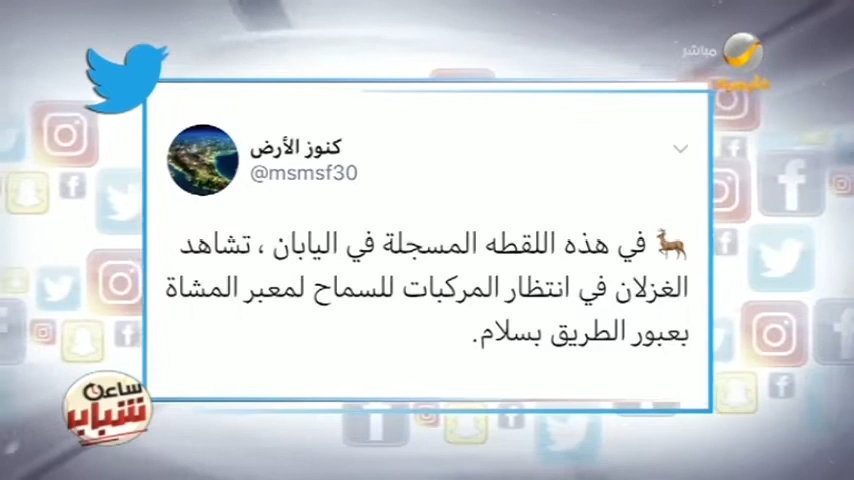 مباشر
كنوز الأرض
@msmsf30
في هذه اللقطه المسجلة في اليابان ، تشاهد
الغزلان في انتظار المركبات للسماح لمعبر المشاة
بعبور الطريق بسلام.
ساعة
شباب